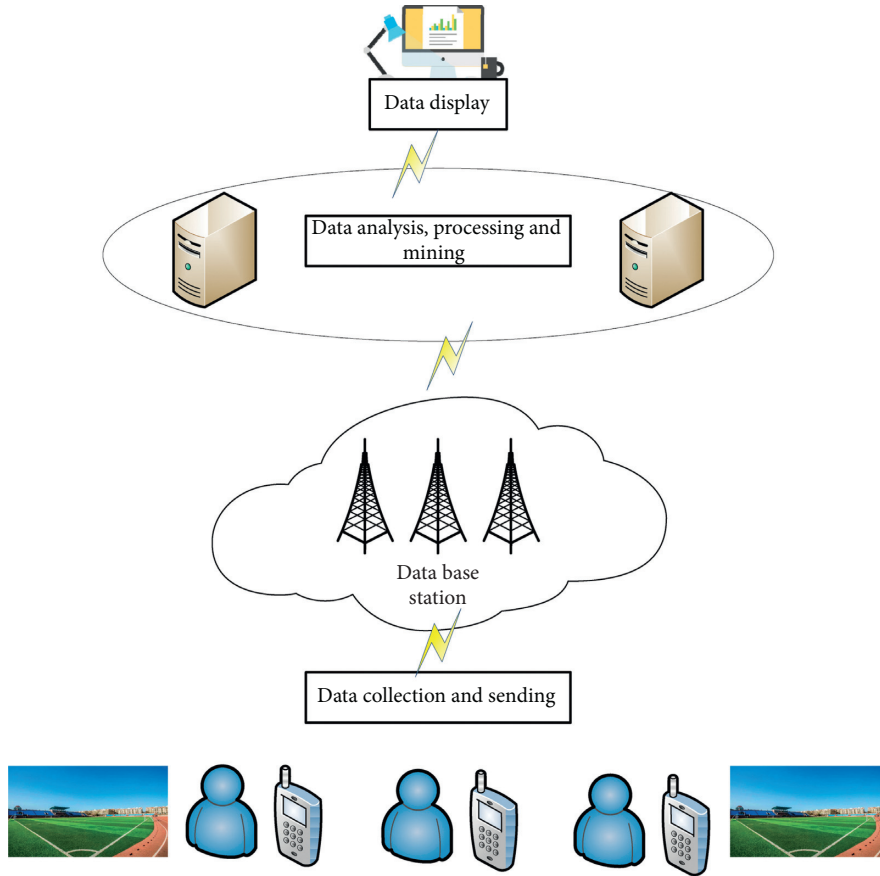 Data display
Data analysis, processing and
mining
Data base
station
Data collection and sending